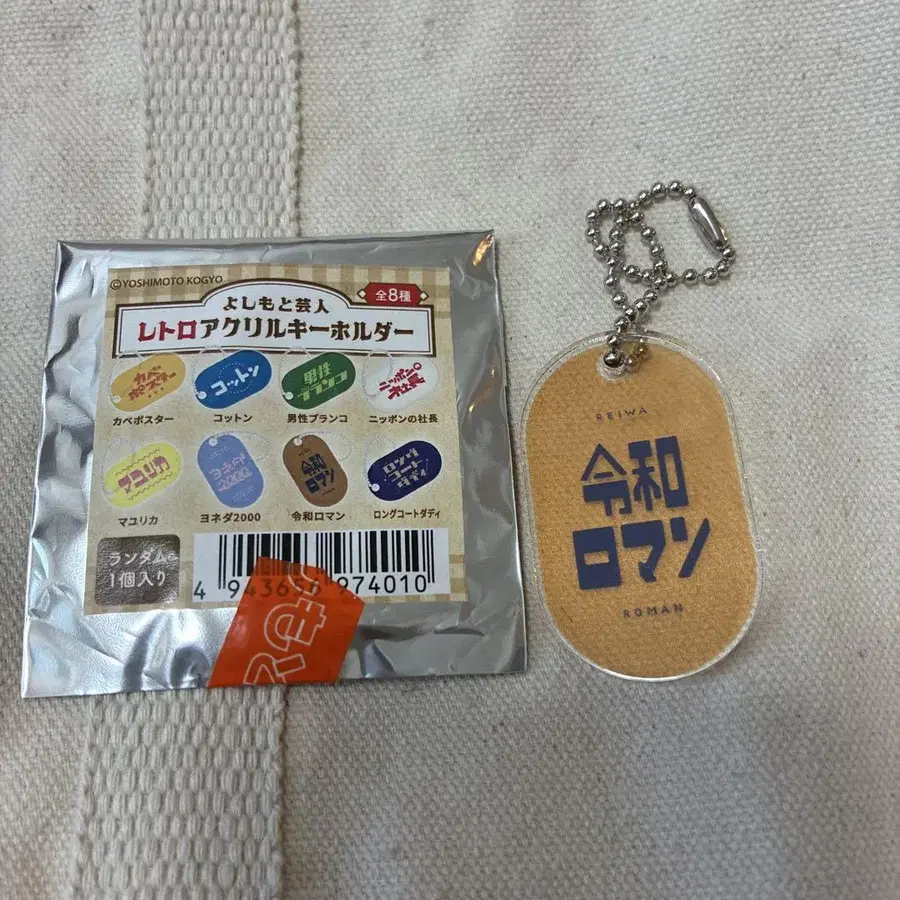 ©YOSHIMOTO KOGYO
よしもと芸人
全8種
レトロアクリルキーホルダー
カベポスター
コットン
男性ブランコ
ニッポンの社長
カベポスター
コットン
男性ブランコ
ニッポンの社長
マユリカ
ヨネダ2000
令和ロマン
ロングコートダディ
マユリカ
ヨネダ2000
令和ロマン
ロングコートダディ
ランダムに
1個入り
4 943656 974010
REIWA
令和
ロマン
ROMAN